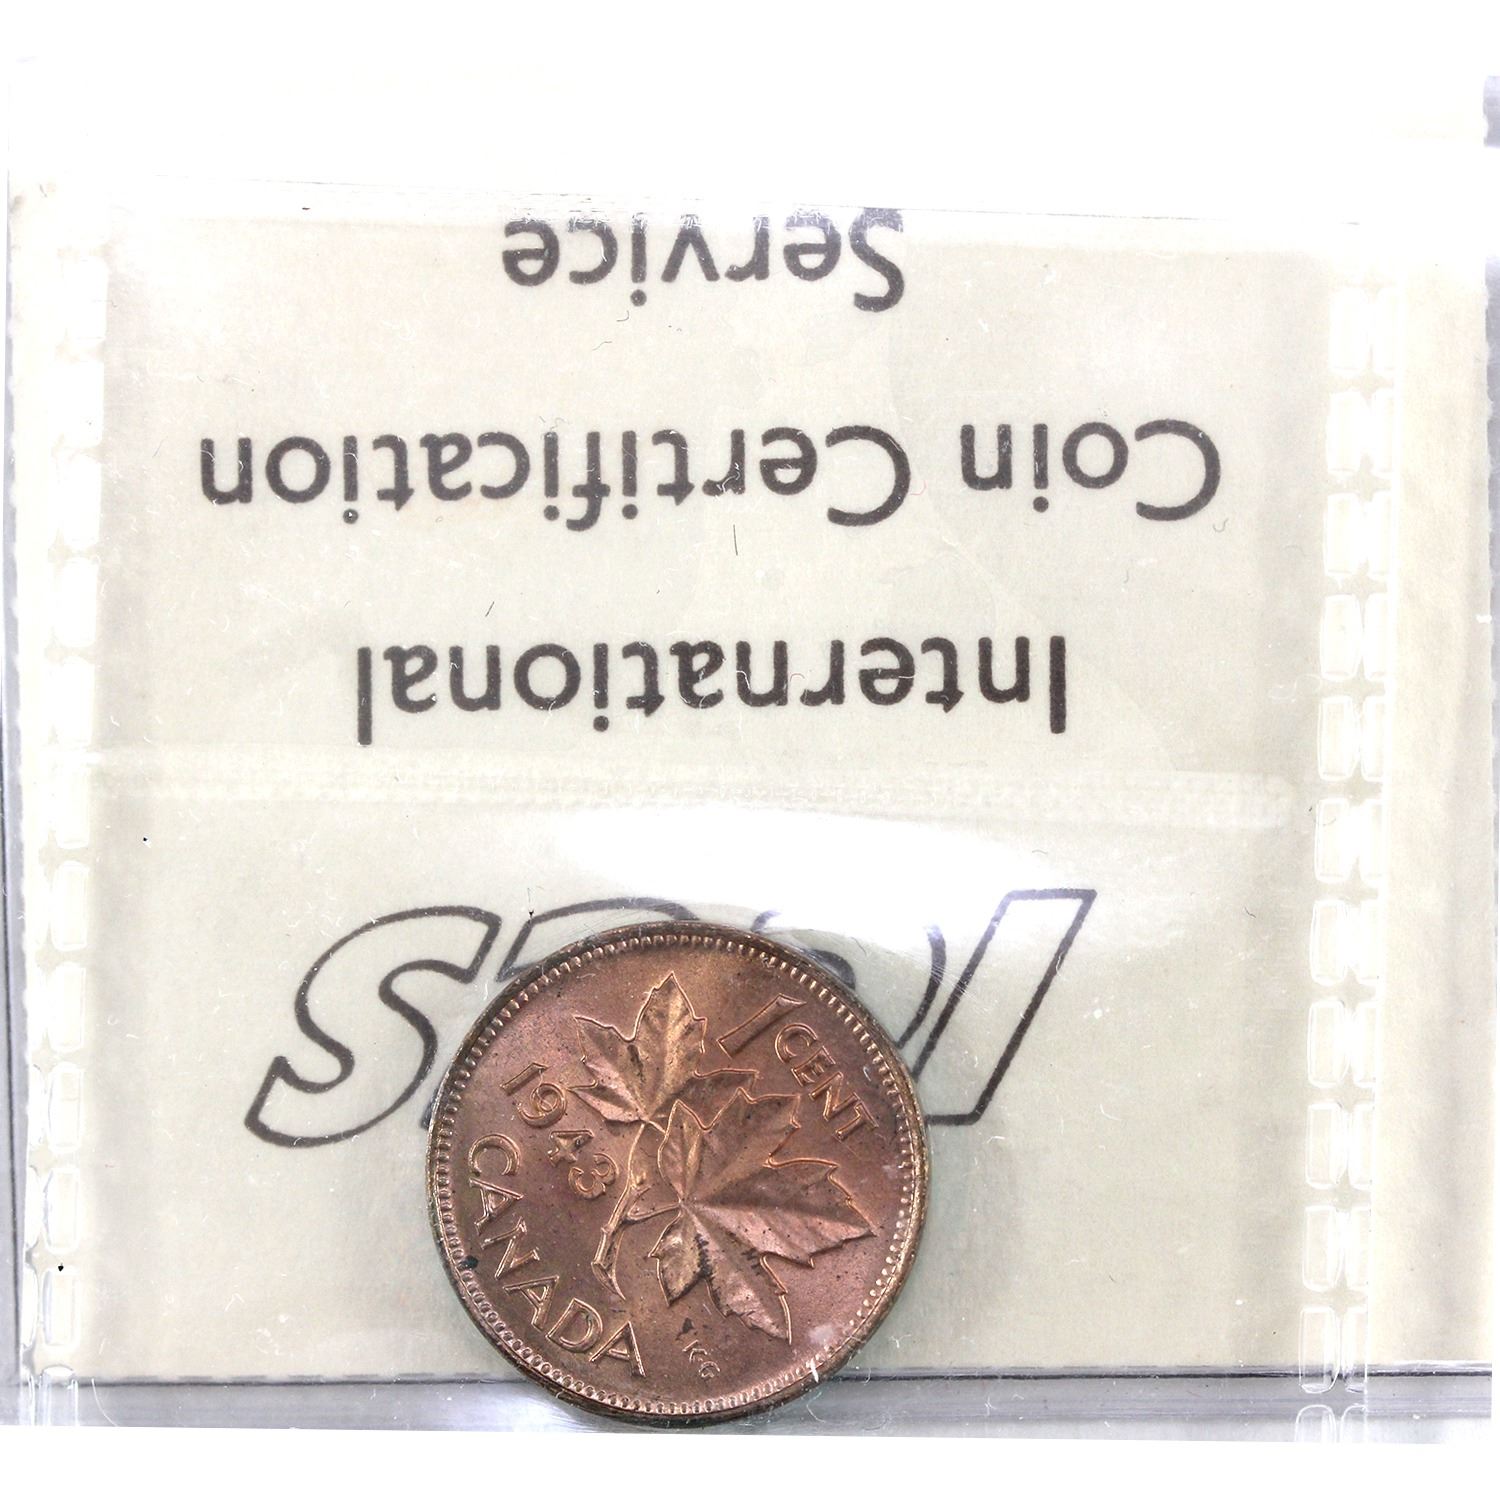 ICCS
International
Coin Certification
Service
1 CENT
1943
CANADA
KG